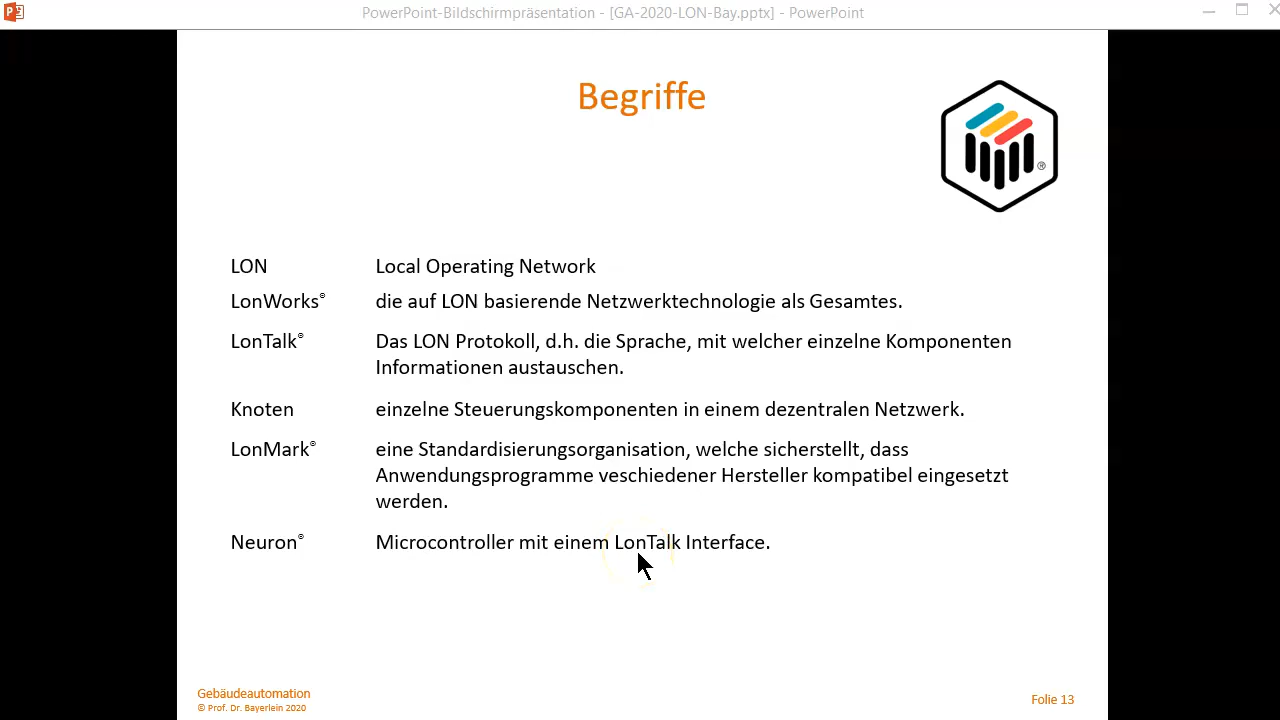 PowerPoint-Bildschirmpräsentation - [GA-2020-LON-Bay.pptx] - PowerPoint
Begriffe
LON Local Operating Network
LonWorks® die auf LON basierende Netzwerktechnologie als Gesamtes.
LonTalk® Das LON Protokoll, d.h. die Sprache, mit welcher einzelne Komponenten
Informationen austauschen.
Knoten einzelne Steuerungskomponenten in einem dezentralen Netzwerk.
LonMark® eine Standardisierungsorganisation, welche sicherstellt, dass
Anwendungsprogramme veschiedener Hersteller kompatibel eingesetzt
werden.
Neuron® Microcontroller mit einem LonTalk Interface.
Gebäudeautomation
© Prof. Dr. Bayerlein 2020
Folie 13